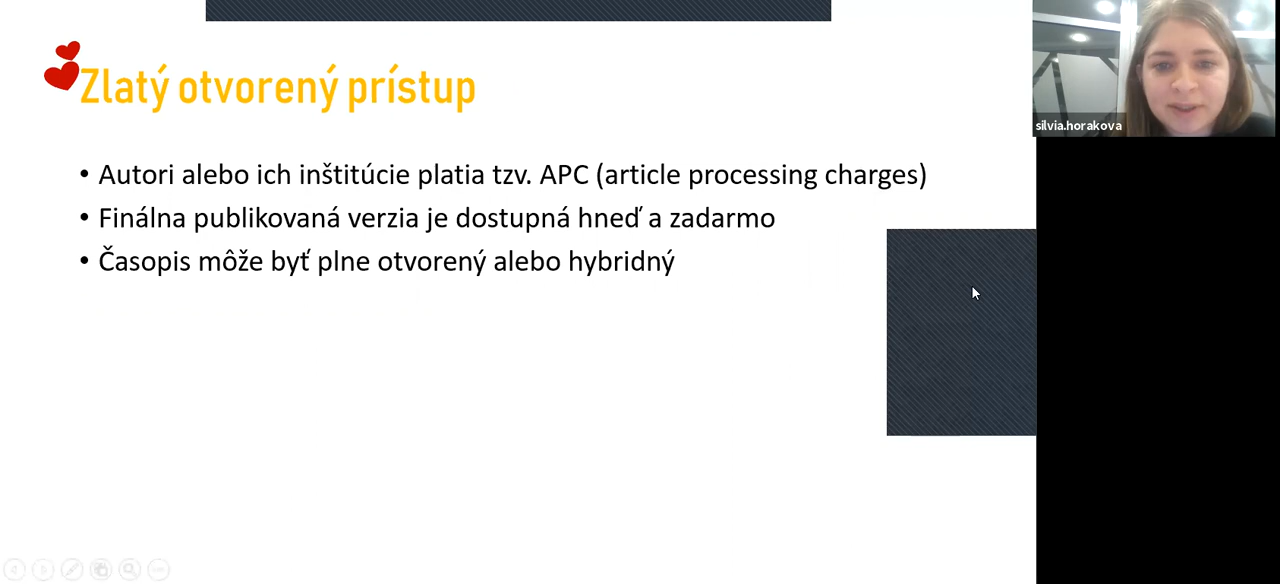 Zlatý otvorený prístup
• Autori alebo ich inštitúcie platia tzv. APC (article processing charges)
• Finálna publikovaná verzia je dostupná hneď a zadarmo
• Časopis môže byť plne otvorený alebo hybridný
silvia.horakova